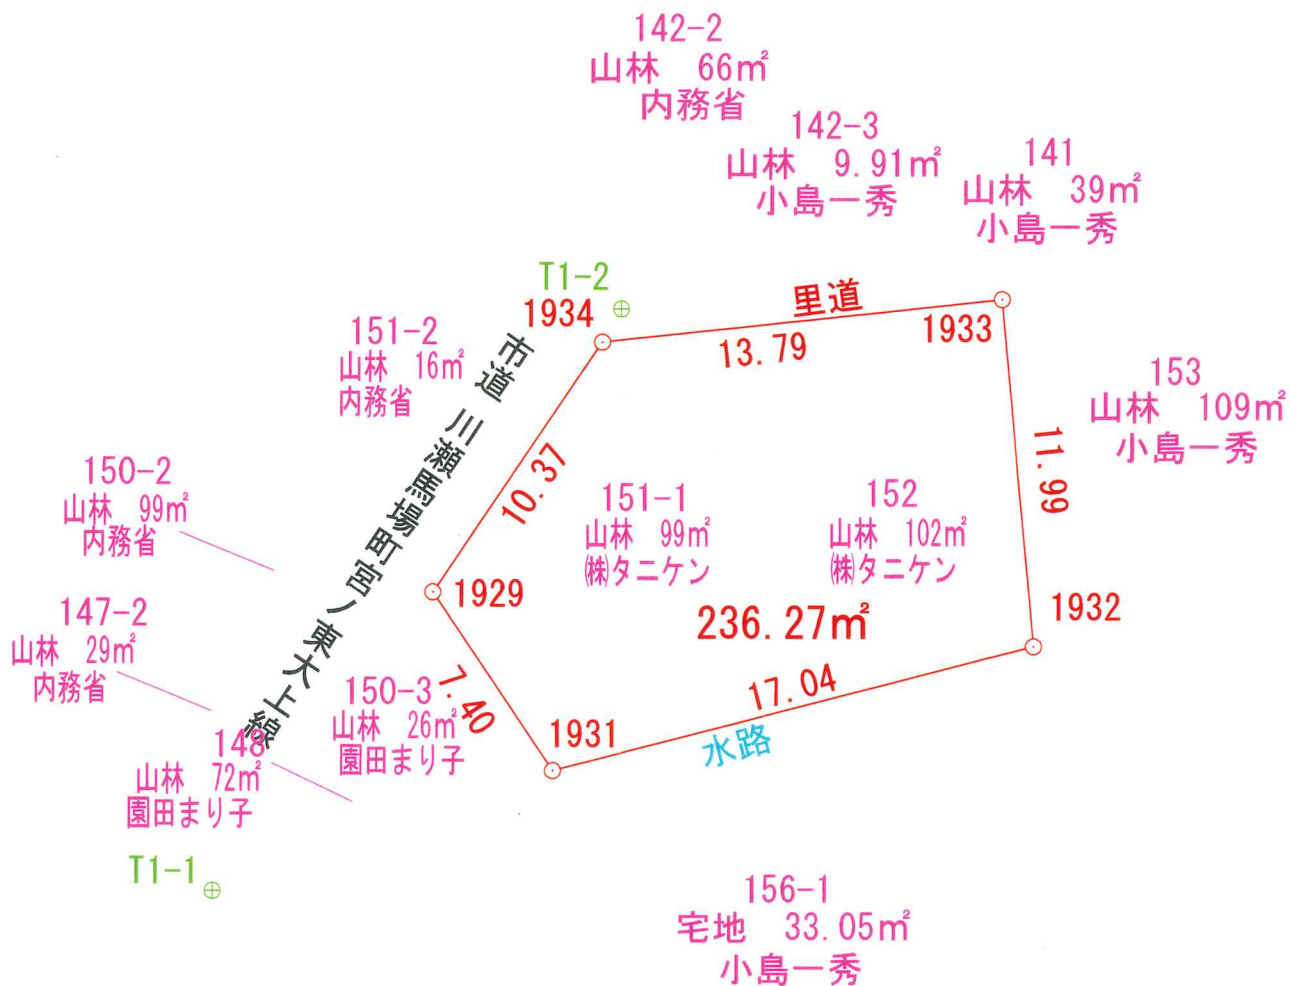 142-2
山林 66㎡
内務省
142-3
山林 9.91㎡
小島一秀
141
山林 39㎡
小島一秀
T1-2
1934
里道
13.79
1933
151-2
山林 16㎡
内務省
市道 川瀬馬場町宮ノ東大上線
153
山林 109㎡
小島一秀
11.99
10.37
150-2
山林 99㎡
内務省
151-1
山林 99㎡
㈱タニケン
152
山林 102㎡
㈱タニケン
1929
236.27㎡
1932
147-2
山林 29㎡
内務省
7.40
150-3
山林 26㎡
園田まり子
17.04
1931
水路
148
山林 72㎡
園田まり子
T1-1
156-1
宅地 33.05㎡
小島一秀